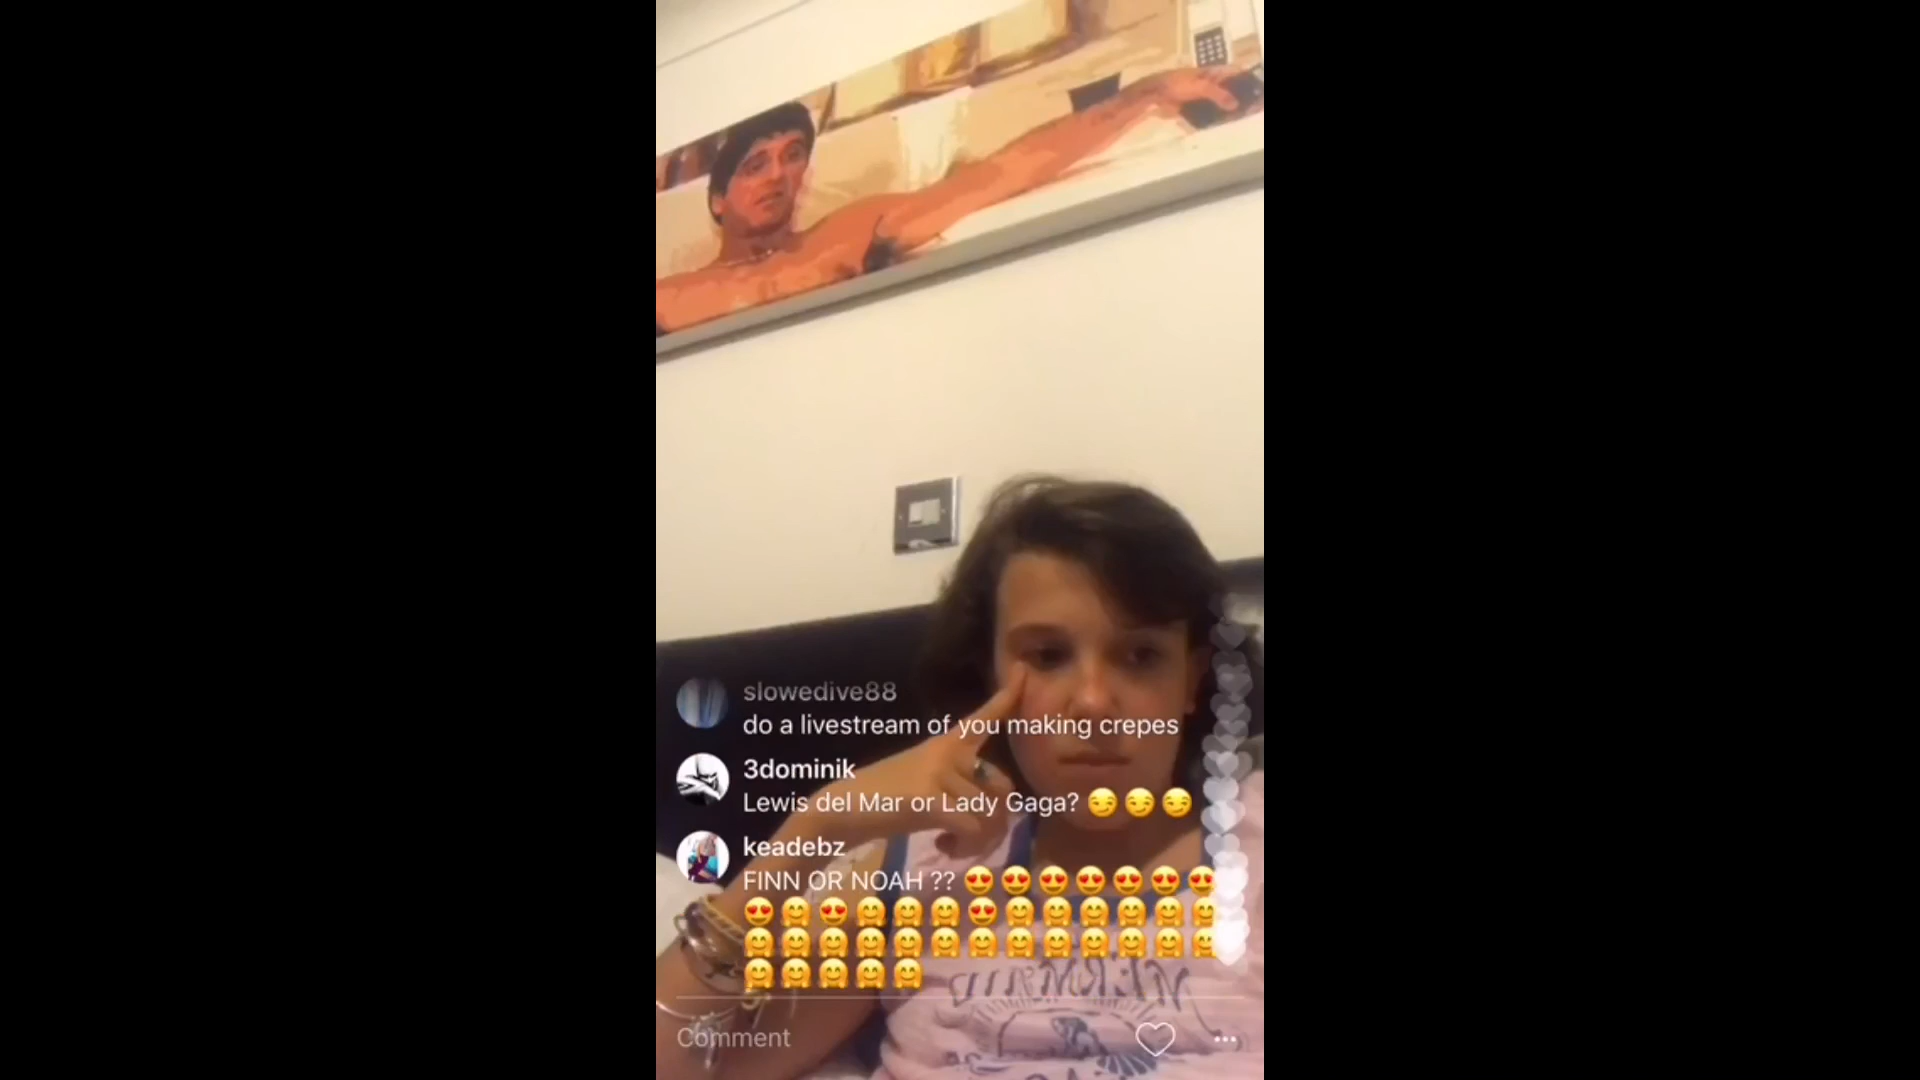 slowedive88
do a livestream of you making crepes
3dominik
Lewis del Mar or Lady Gaga? 😏😏😏
keadebz
FINN OR NOAH ?? 😍😍😍😍😍😍😍
😍🤗😍🤗🤗🤗😍🤗🤗🤗🤗🤗🤗
🤗🤗🤗🤗🤗🤗🤗🤗🤗🤗🤗🤗🤗
🤗🤗🤗🤗🤗
MERMAID
Comment